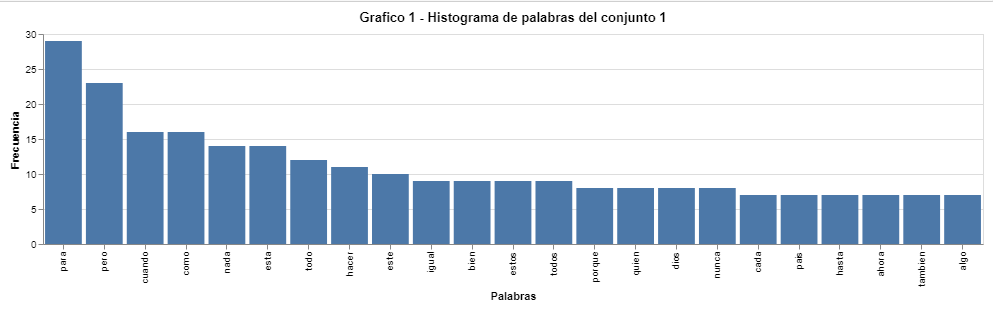 Grafico 1 - Histograma de palabras del conjunto 1
Frecuencia
30
25
20
15
10
5
0
para
pero
cuando
como
nada
esta
todo
hacer
este
igual
bien
estos
todos
porque
quien
dios
nunca
cada
pais
hasta
ahora
tambien
algo
Palabras